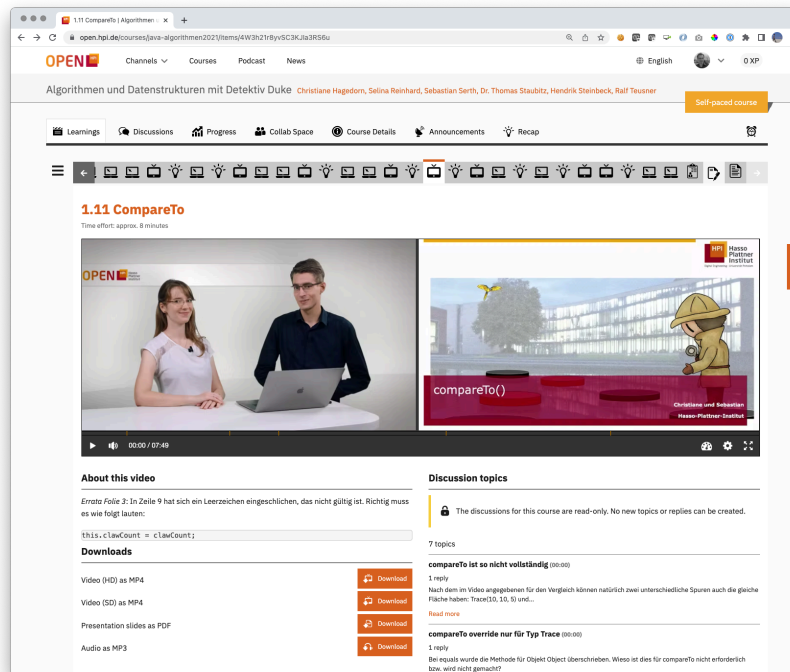 1.11 CompareTo | Algorithmen u
open.hpi.de/courses/java-algorithmen2021/items/4W3h21r8yvSC3KJIa3RS6u
OPEN HPI
Channels
Courses
Podcast
News
English
0 XP
Algorithmen und Datenstrukturen mit Detektiv Duke Christiane Hagedorn, Selina Reinhard, Sebastian Serth, Dr. Thomas Staubitz, Hendrik Steinbeck, Ralf Teusner
Self-paced course
Learnings
Discussions
Progress
Collab Space
Course Details
Announcements
Recap
1.11 CompareTo
Time effort: approx. 8 minutes
OPEN HPI Hasso Plattner Institut
HPI
Hasso
Plattner
Institut
compareTo()
Christiane und Sebastian
Hasso-Plattner-Institut
00:00 / 07:49
About this video
Errata Folie 3: In Zeile 9 hat sich ein Leerzeichen eingeschlichen, das nicht gültig ist. Richtig muss
es wie folgt lauten:
this.clawCount = clawCount;
Downloads
Video (HD) as MP4
Download
Video (SD) as MP4
Download
Presentation slides as PDF
Download
Audio as MP3
Download
Discussion topics
The discussions for this course are read-only. No new topics or replies can be created.
7 topics
compareTo ist so nicht vollständig (00:00)
1 reply
Nach dem im Video angegebenen für den Vergleich können natürlich zwei unterschiedliche Spuren auch die gleiche
Fläche haben: Trace(10, 10, 5) und...
Read more
compareTo override nur für Typ Trace (00:00)
1 reply
Bei equals wurde die Methode für Objekt Object überschrieben. Wieso ist dies für compareTo nicht erforderlich
bzw. wird nicht gemacht?